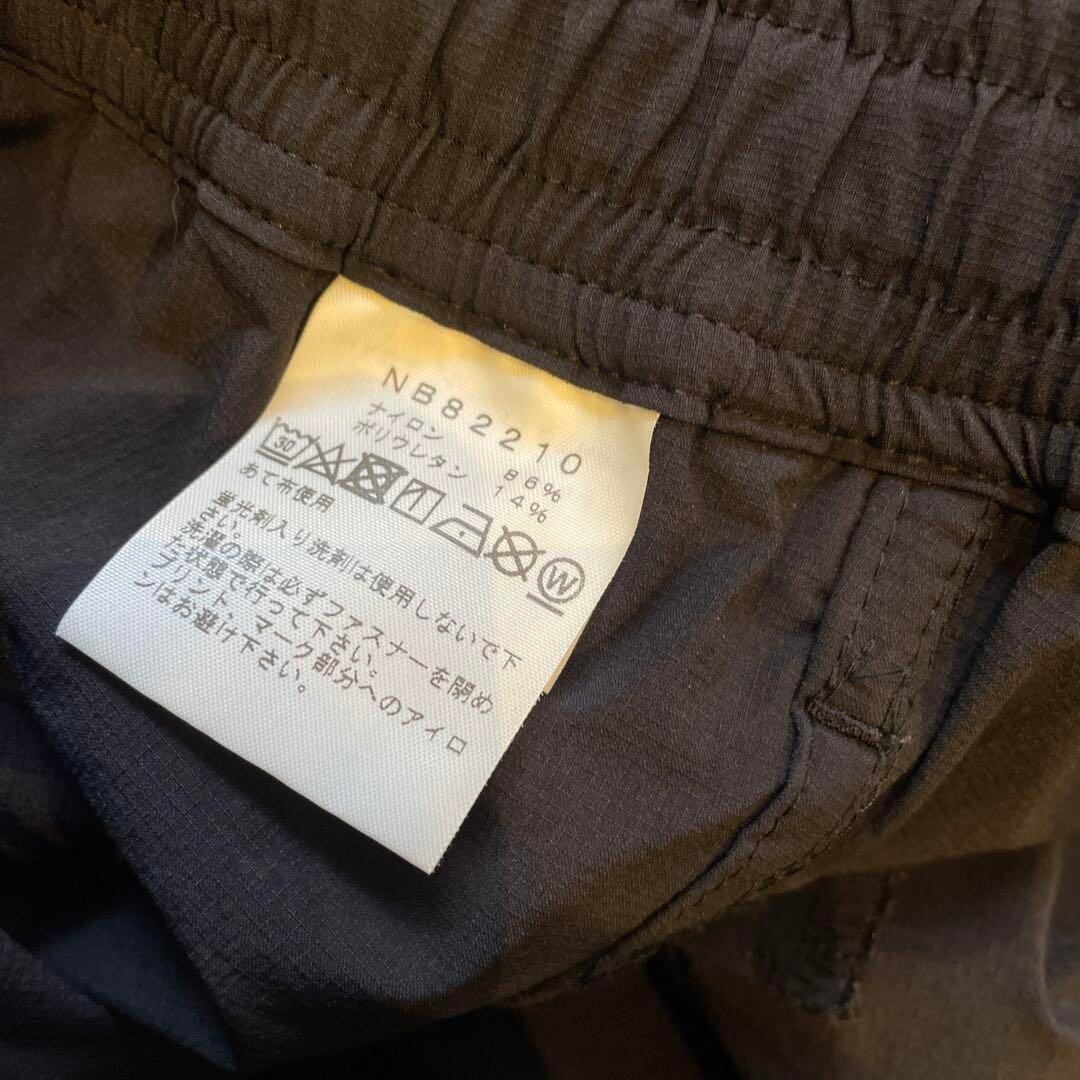 NB82210
ナイロン 86%
ポリウレタン 14%
30 W
あて布使用
蛍光剤入り洗剤は使用しないで下
さい。
洗濯の際は必ずファスナーを閉め
た状態で行って下さい。
プリント、マーク部分へのアイロ
ンはお避け下さい。